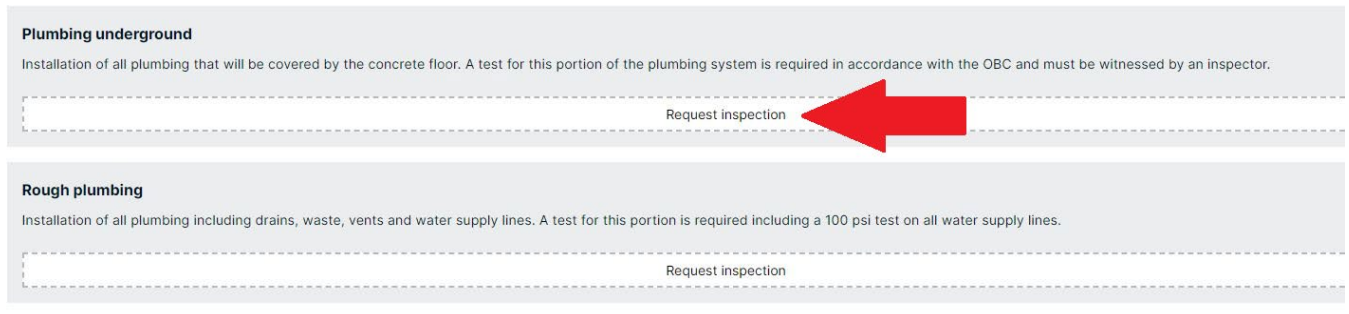 Plumbing underground
Installation of all plumbing that will be covered by the concrete floor. A test for this portion of the plumbing system is required in accordance with the OBC and must be witnessed by an inspector.
Request inspection
Rough plumbing
Installation of all plumbing including drains, waste, vents and water supply lines. A test for this portion is required including a 100 psi test on all water supply lines.
Request inspection